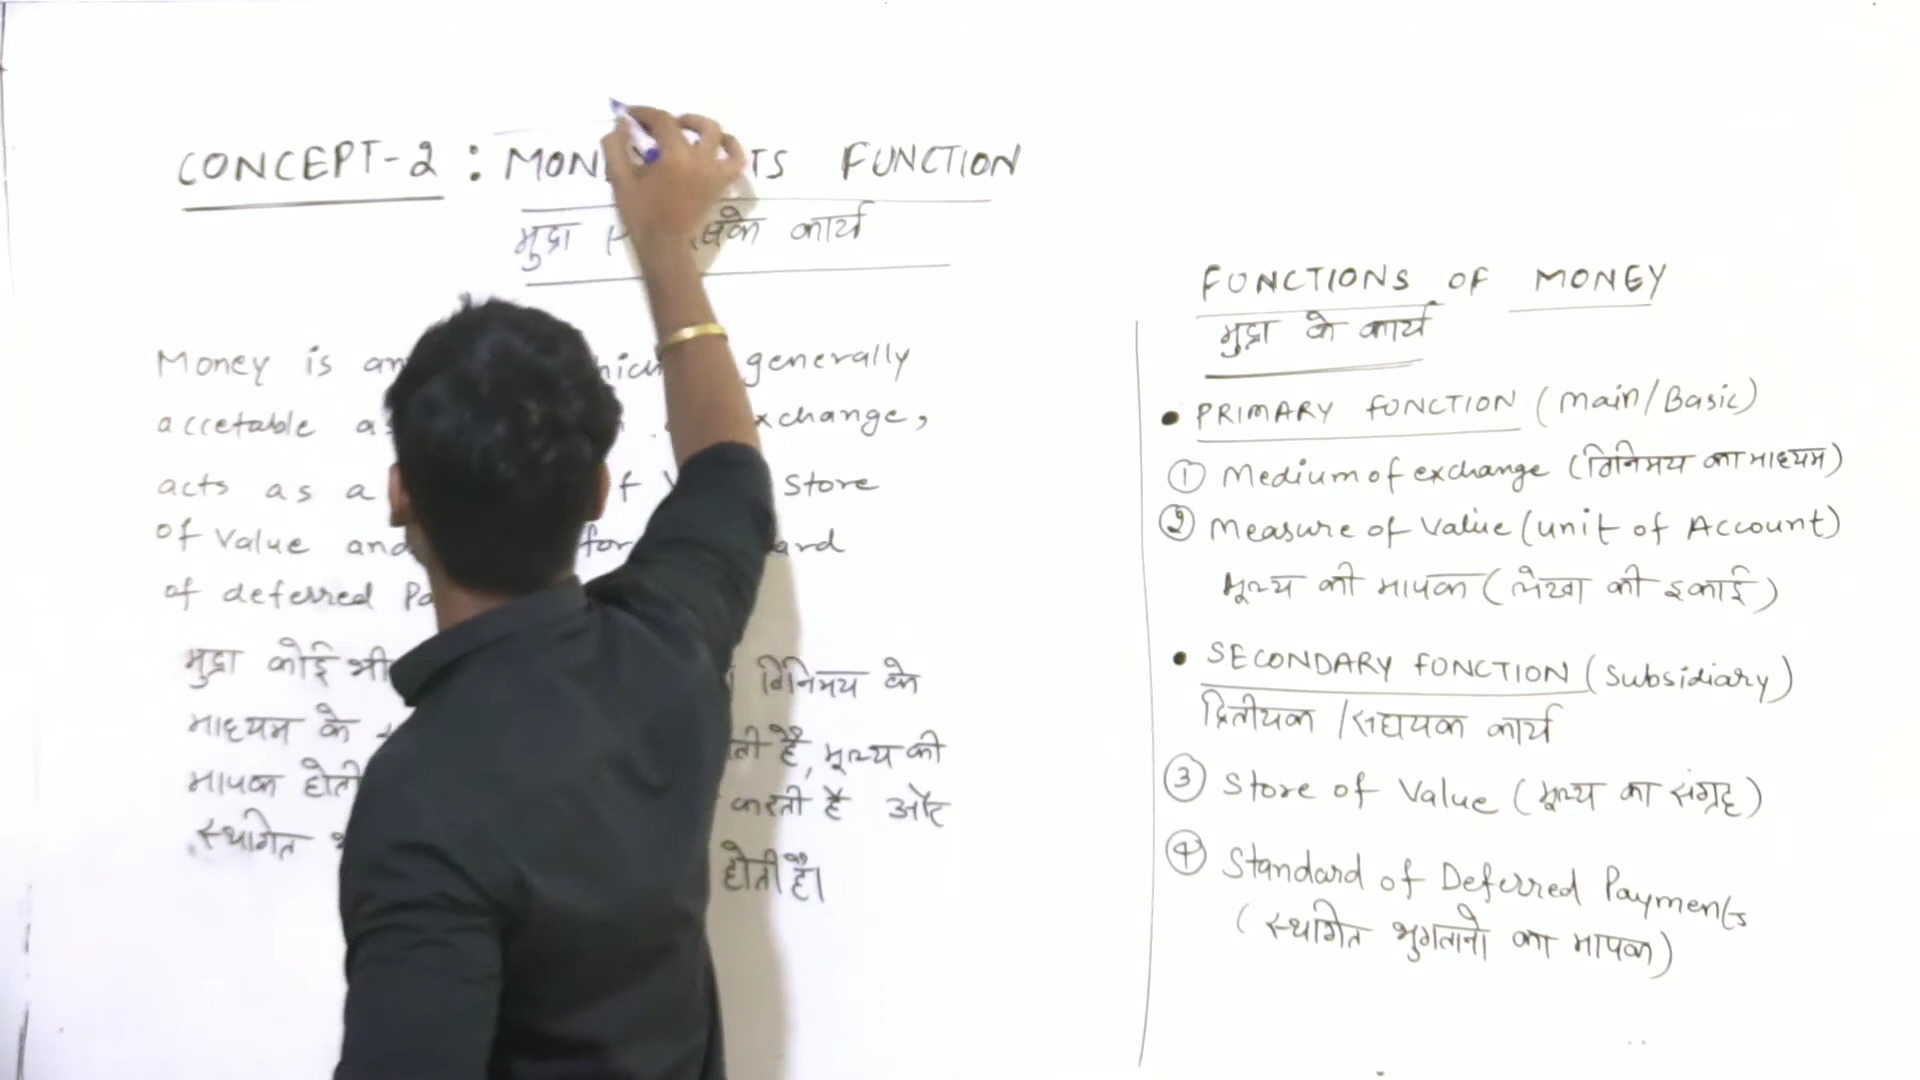 CONCEPT-2 : MON TS FUNCTION
मुद्रा कार्य
Money is generally
accetable exchange,
acts as a Store
of value and for
of deferred
मुद्रा कोई भी विनिमय के
माध्यम के है, मूल्य की
मापक होती करती है और
स्थगित होती है।
FUNCTIONS OF MONEY
मुद्रा के कार्य
• PRIMARY FUNCTION (Main/Basic)
① Medium of exchange (विनिमय का माध्यम)
② Measure of Value (unit of Account)
मूल्य की मापक (लेखा की इकाई)
• SECONDARY FUNCTION (Subsidiary)
द्वितीयक / सहायक कार्य
③ Store of Value (मूल्य का संग्रह)
④ Standard of Deferred Payments
(स्थगित भुगतानो का मापक)